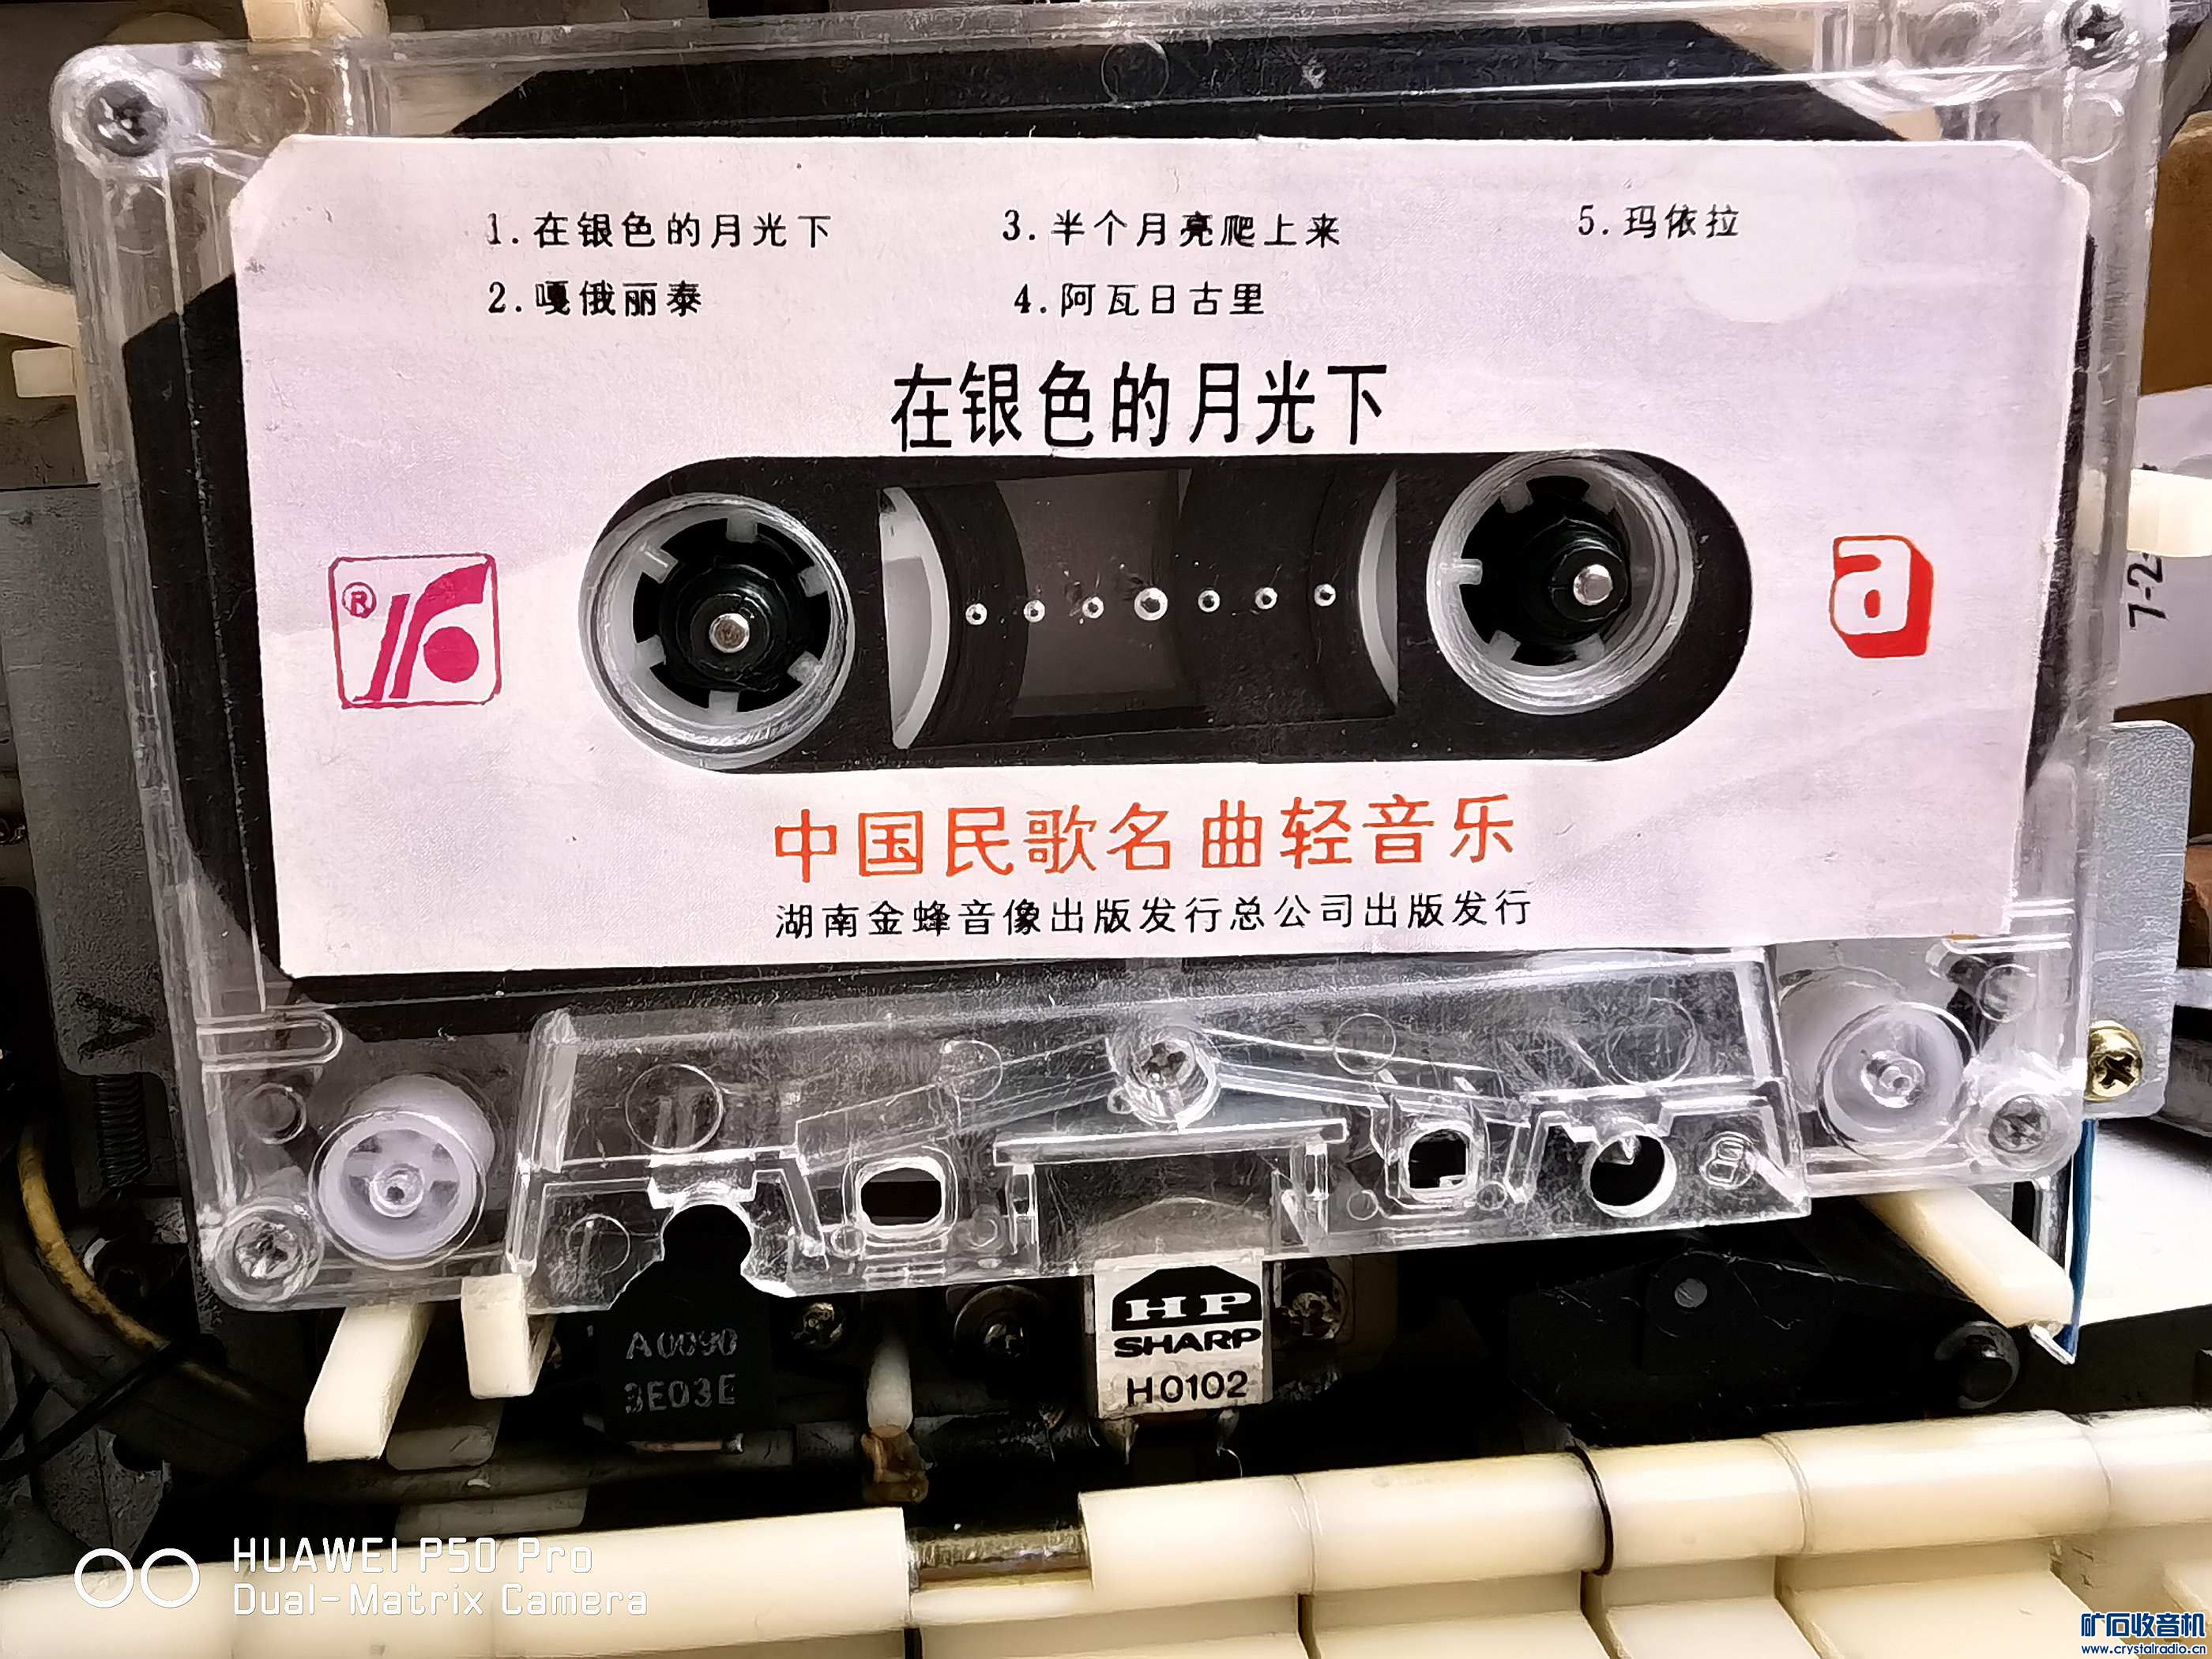 1.在银色的月光下
3.半个月亮爬上来
5.玛依拉
2.嘎俄丽泰
4.阿瓦日古里
在银色的月光下
®
a
7-2
中国民歌名曲轻音乐
湖南金蜂音像出版发行总公司出版发行
B
A
HP
SHARP
H0102
A0090
3E03E
HUAWEI P50 Pro
Dual-Matrix Camera
矿石收音机
www.crystalradio.cn